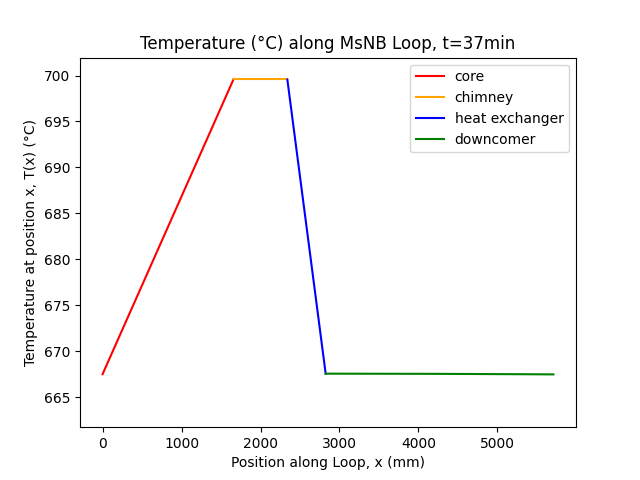 Temperature (°C) along MsNB Loop, t=37min
core
chimney
heat exchanger
downcomer
700
695
690
685
680
675
670
665
Temperature at position x, T(x) (°C)
0
1000
2000
3000
4000
5000
Position along Loop, x (mm)